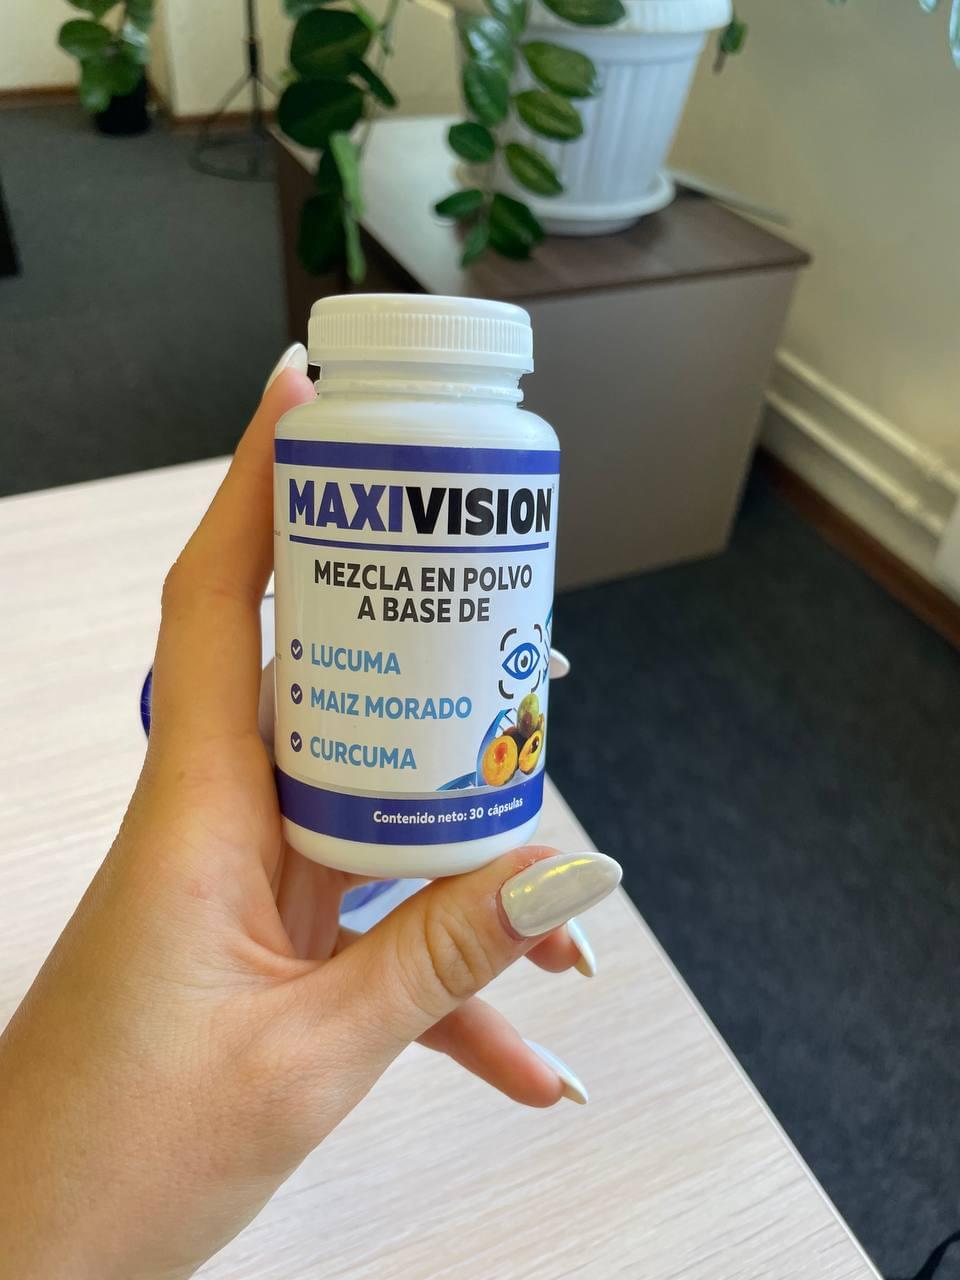 MAXIVISION
MEZCLA EN POLVO
A BASE DE
LUCUMA
MAIZ MORADO
CURCUMA
Contenido neto: 30 cápsulas